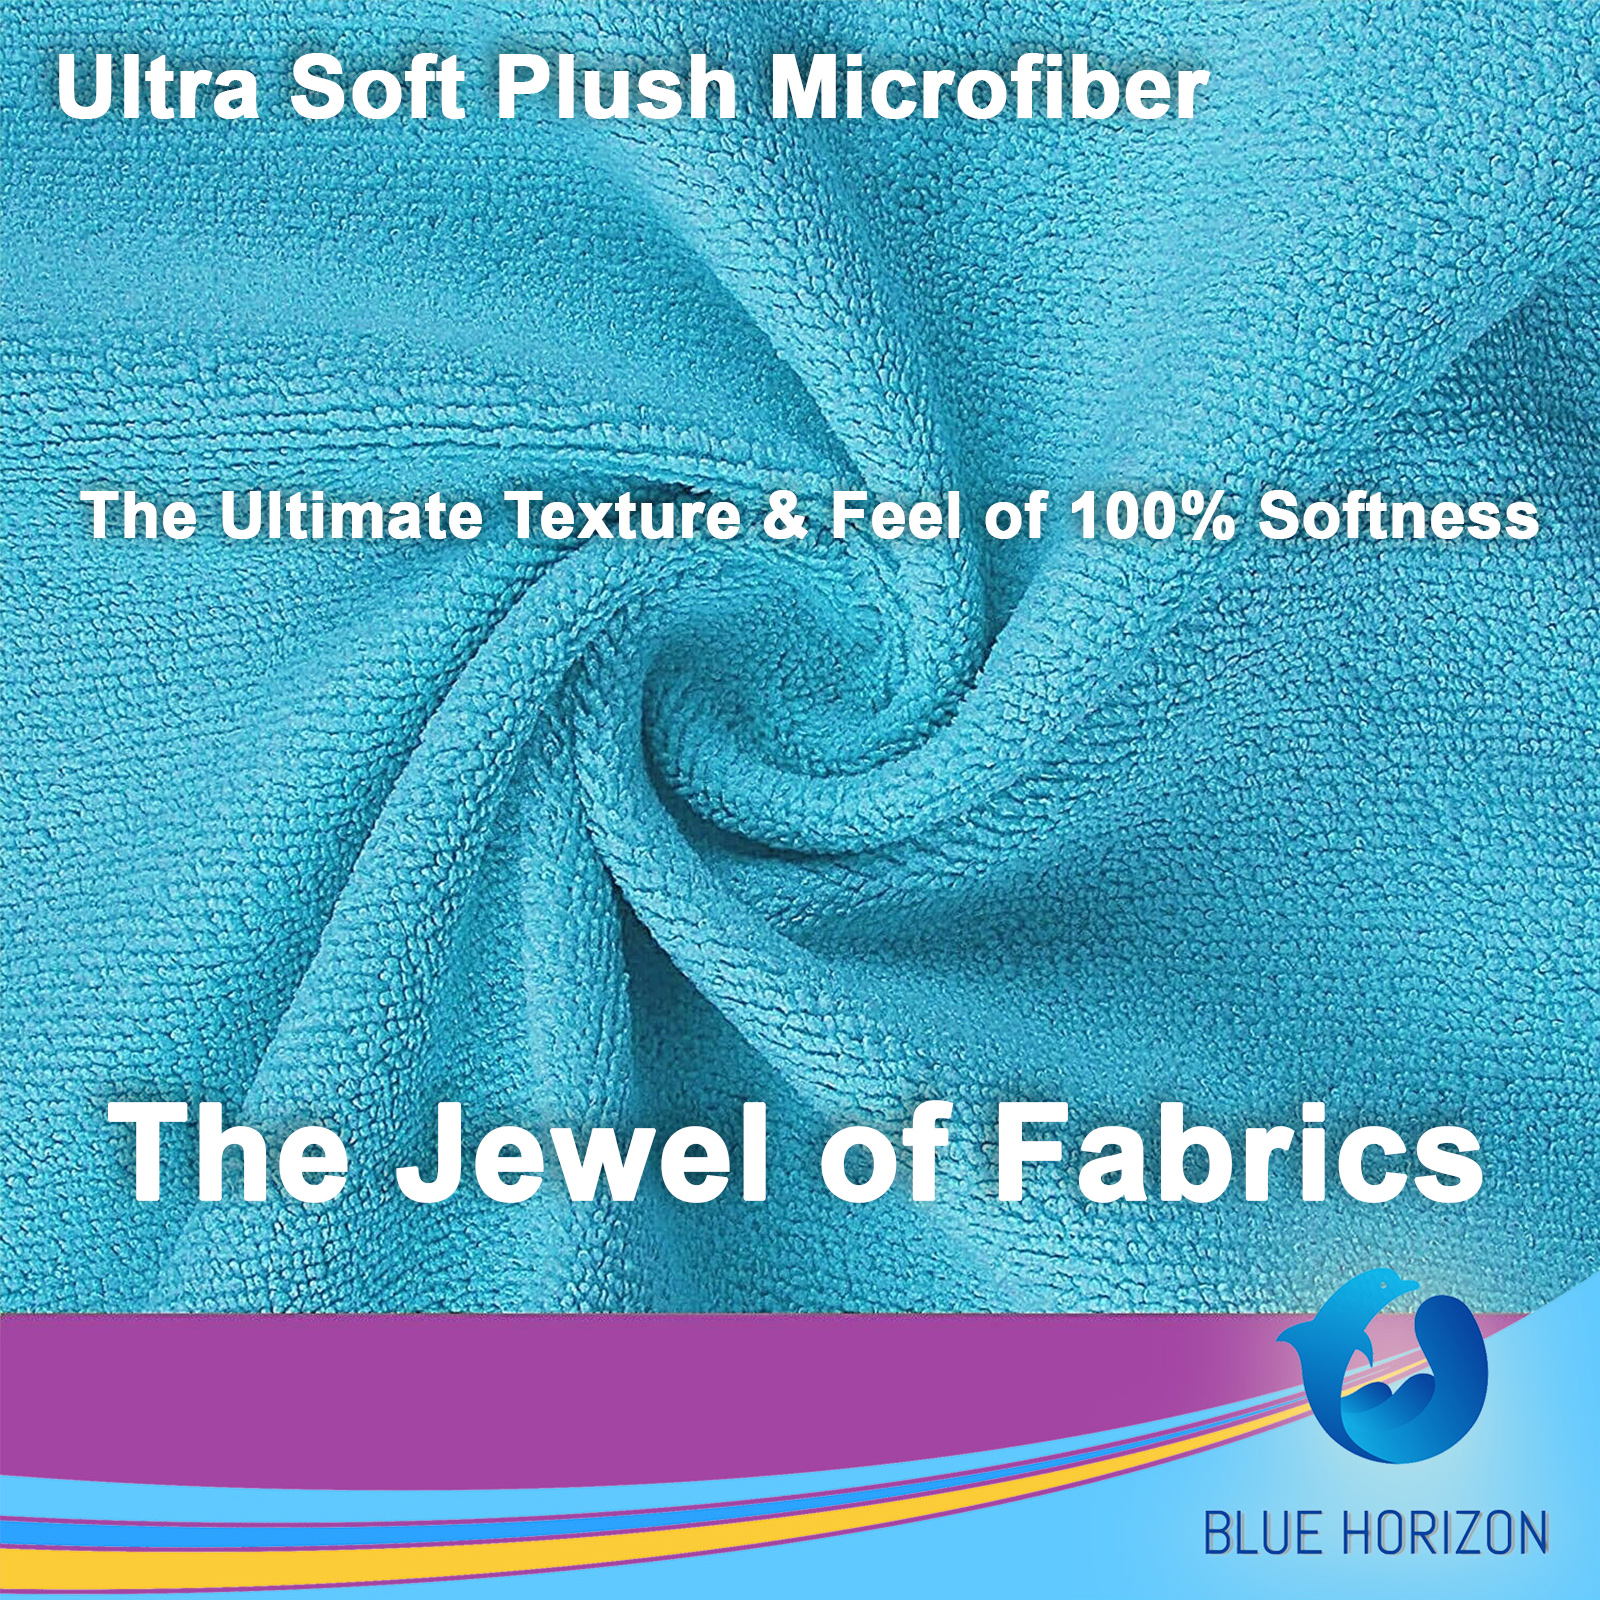 Ultra Soft Plush Microfiber
The Ultimate Texture & Feel of 100% Softness
The Jewel of Fabrics
BLUE HORIZON